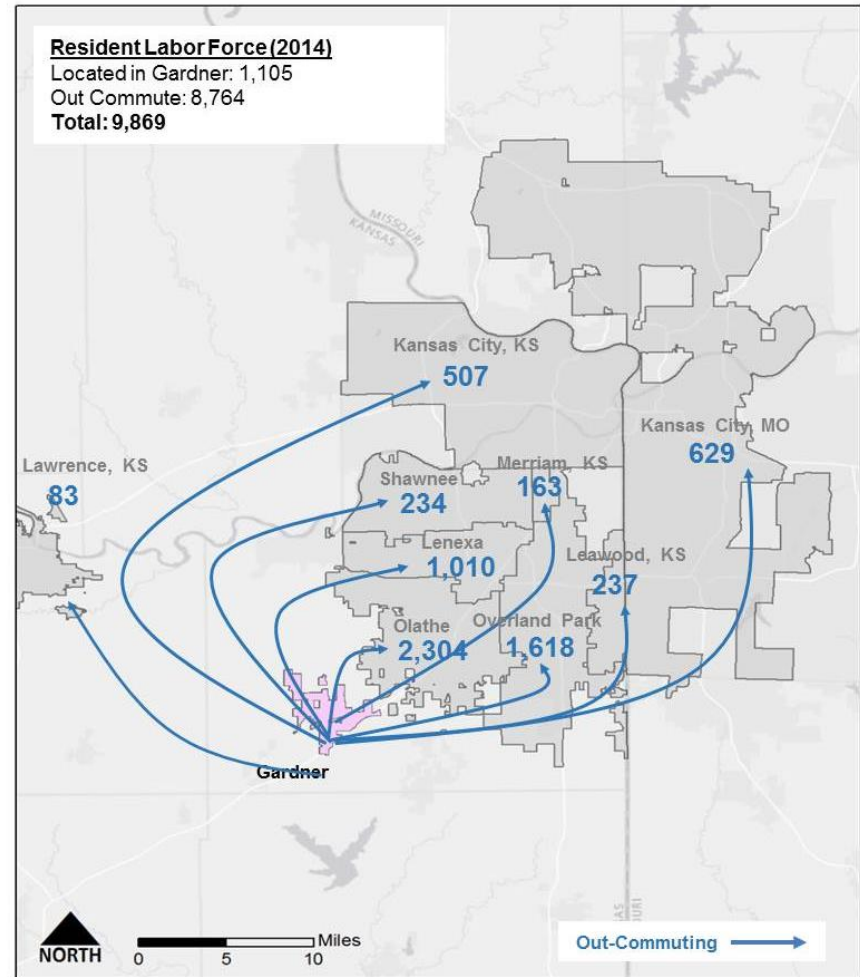 Resident Labor Force (2014)
Located in Gardner: 1,105
Out Commute: 8,764
Total: 9,869
MISSOURI
KANSAS
Kansas City, KS
507
Kansas City, MO
629
Lawrence, KS
83
Shawnee
234
Merriam, KS
163
Lenexa
1,010
Leawood, KS
237
Olathe
2,304
Overland Park
1,618
Gardner
NORTH
0 5 10 Miles
Out-Commuting